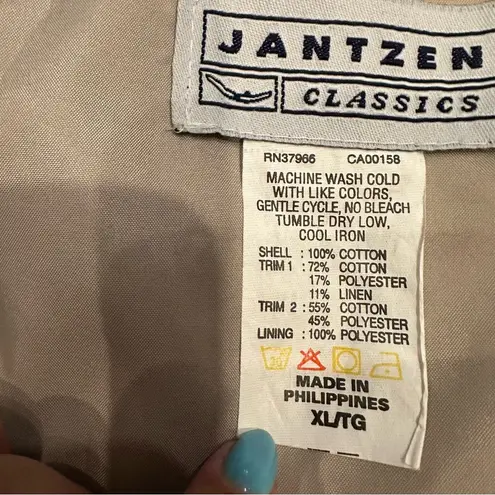 JANTZEN
CLASSICS
RN37966 CA00158
MACHINE WASH COLD
WITH LIKE COLORS,
GENTLE CYCLE, NO BLEACH
TUMBLE DRY LOW,
COOL IRON
SHELL : 100% COTTON
TRIM 1 : 72% COTTON
17% POLYESTER
11% LINEN
TRIM 2 : 55% COTTON
45% POLYESTER
LINING : 100% POLYESTER
MADE IN
PHILIPPINES
XL/TG